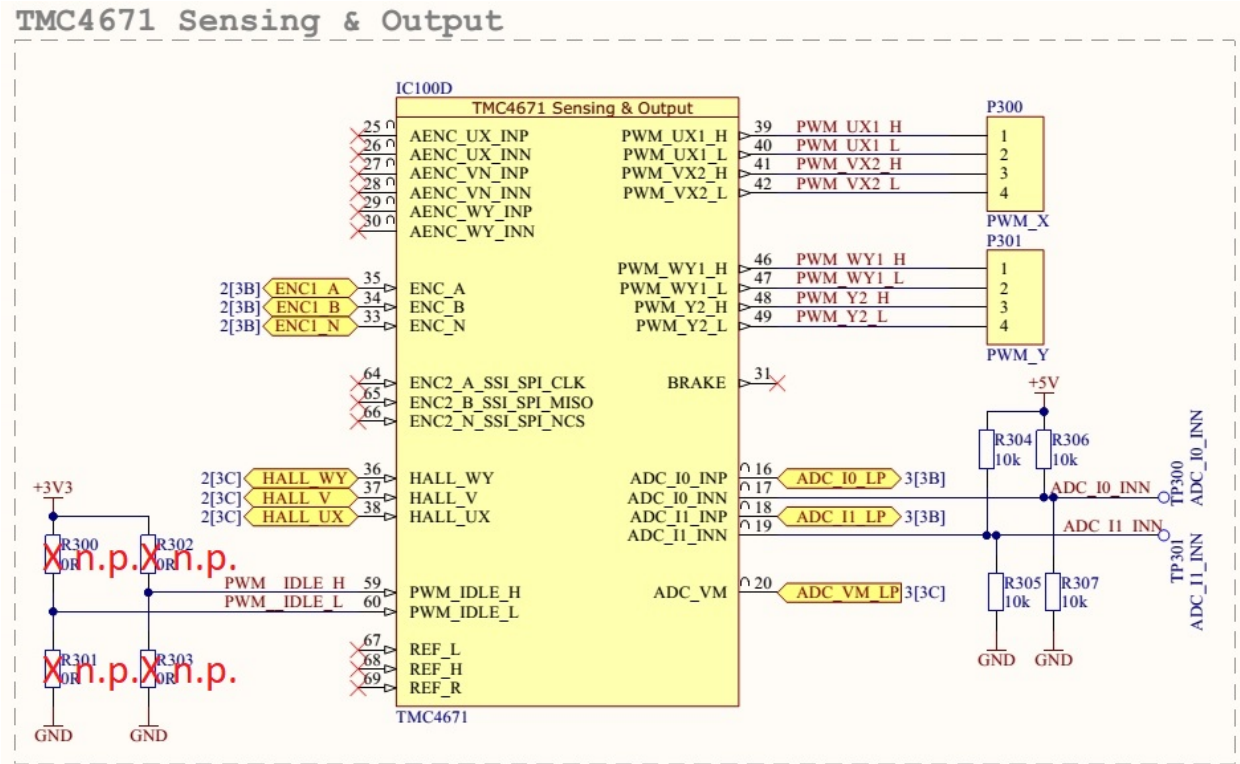 TMC4671 Sensing & Output
IC100D
TMC4671 Sensing & Output
25 AENC_UX_INP
26 AENC_UX_INN
27 AENC_VN_INP
28 AENC_VN_INN
29 AENC_WY_INP
30 AENC_WY_INN
2[3B] ENC1_A 35 ENC_A
2[3B] ENC1_B 34 ENC_B
2[3B] ENC1_N 33 ENC_N
64 ENC2_A_SSI_SPI_CLK
65 ENC2_B_SSI_SPI_MISO
66 ENC2_N_SSI_SPI_NCS
2[3C] HALL_WY 36 HALL_WY
2[3C] HALL_V 37 HALL_V
2[3C] HALL_UX 38 HALL_UX
PWM_IDLE_H 59 PWM_IDLE_H
PWM_IDLE_L 60 PWM_IDLE_L
67 REF_L
68 REF_H
69 REF_R
TMC4671
+3V3
R300 R302
0R 0R
X n.p. X n.p.
R301 R303
0R 0R
X n.p. X n.p.
GND GND
PWM_UX1_H 39 PWM_UX1_H
PWM_UX1_L 40 PWM_UX1_L
PWM_VX2_H 41 PWM_VX2_H
PWM_VX2_L 42 PWM_VX2_L
P300
1
2
3
4
PWM_X
PWM_WY1_H 46 PWM_WY1_H
PWM_WY1_L 47 PWM_WY1_L
PWM_Y2_H 48 PWM_Y2_H
PWM_Y2_L 49 PWM_Y2_L
P301
1
2
3
4
PWM_Y
BRAKE 31
ADC_I0_INP 16 ADC_I0_LP 3[3B]
ADC_I0_INN 17 ADC_I0_INN
ADC_I1_INP 18 ADC_I1_LP 3[3B]
ADC_I1_INN 19 ADC_I1_INN
ADC_VM 20 ADC_VM_LP 3[3C]
+5V
R304 R306
10k 10k
R305 R307
10k 10k
GND GND
TP300
ADC_I0_INN
TP301
ADC_I1_INN